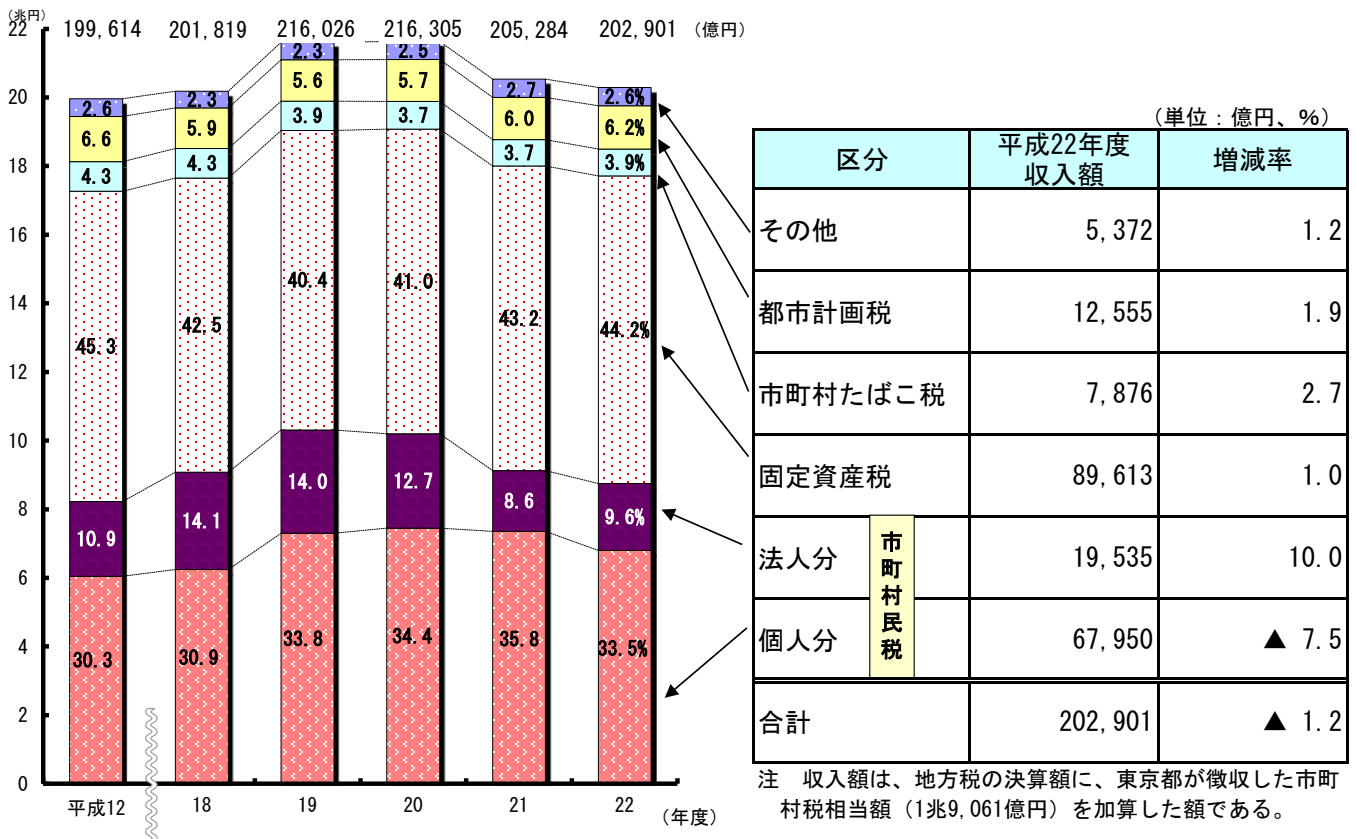 (兆円)
199,614 201,819 216,026 216,305 205,284 202,901 (億円)
22
20
18
16
14
12
10
8
6
4
2
0
2.6 2.3 2.3 2.5 2.7 2.6%
6.6 5.9 5.6 5.7 6.0 6.2%
4.3 4.3 3.9 3.7 3.7 3.9%
45.3 42.5 40.4 41.0 43.2 44.2%
10.9 14.1 14.0 12.7 8.6 9.6%
30.3 30.9 33.8 34.4 35.8 33.5%
平成12 18 19 20 21 22 (年度)
(単位:億円、%)
区分 平成22年度 増減率
収入額
その他 5,372 1.2
都市計画税 12,555 1.9
市町村たばこ税 7,876 2.7
固定資産税 89,613 1.0
法人分 19,535 10.0
市町村民税
個人分 67,950 ▲ 7.5
合計 202,901 ▲ 1.2
注 収入額は、地方税の決算額に、東京都が徴収した市町
村税相当額(1兆9,061億円)を加算した額である。